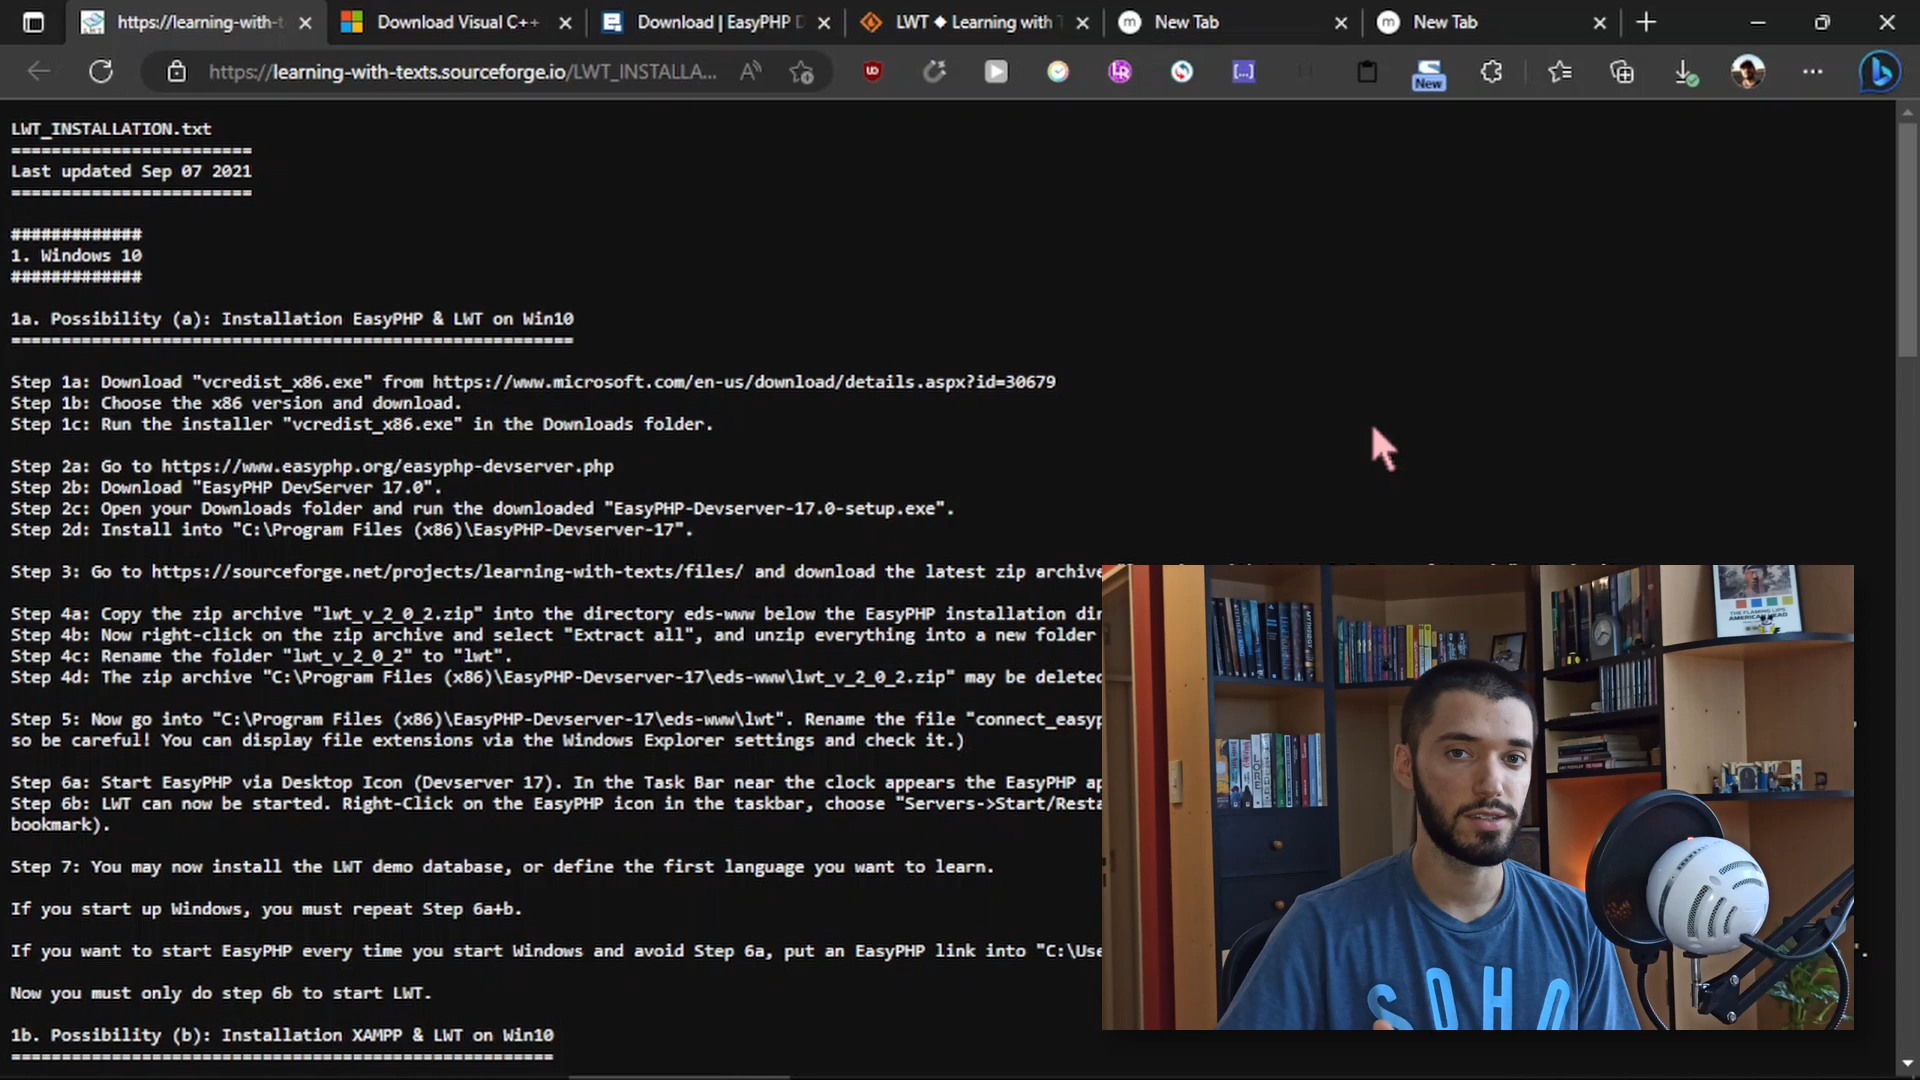 https://learning-with-t
Download Visual C++
Download | EasyPHP D
LWT ◆ Learning with T
New Tab
New Tab
https://learning-with-texts.sourceforge.io/LWT_INSTALLA...
New
LWT_INSTALLATION.txt
========================
Last updated Sep 07 2021
========================
#############
1. Windows 10
#############
1a. Possibility (a): Installation EasyPHP & LWT on Win10
========================================================
Step 1a: Download "vcredist_x86.exe" from https://www.microsoft.com/en-us/download/details.aspx?id=30679
Step 1b: Choose the x86 version and download.
Step 1c: Run the installer "vcredist_x86.exe" in the Downloads folder.
Step 2a: Go to https://www.easyphp.org/easyphp-devserver.php
Step 2b: Download "EasyPHP DevServer 17.0".
Step 2c: Open your Downloads folder and run the downloaded "EasyPHP-Devserver-17.0-setup.exe".
Step 2d: Install into "C:\Program Files (x86)\EasyPHP-Devserver-17".
Step 3: Go to https://sourceforge.net/projects/learning-with-texts/files/ and download the latest zip archive
Step 4a: Copy the zip archive "lwt_v_2_0_2.zip" into the directory eds-www below the EasyPHP installation dir
Step 4b: Now right-click on the zip archive and select "Extract all", and unzip everything into a new folder
Step 4c: Rename the folder "lwt_v_2_0_2" to "lwt".
Step 4d: The zip archive "C:\Program Files (x86)\EasyPHP-Devserver-17\eds-www\lwt_v_2_0_2.zip" may be deleted
Step 5: Now go into "C:\Program Files (x86)\EasyPHP-Devserver-17\eds-www\lwt". Rename the file "connect_easyp
so be careful! You can display file extensions via the Windows Explorer settings and check it.)
Step 6a: Start EasyPHP via Desktop Icon (Devserver 17). In the Task Bar near the clock appears the EasyPHP ap
Step 6b: LWT can now be started. Right-Click on the EasyPHP icon in the taskbar, choose "Servers->Start/Resta
bookmark).
Step 7: You may now install the LWT demo database, or define the first language you want to learn.
If you start up Windows, you must repeat Step 6a+b.
If you want to start EasyPHP every time you start Windows and avoid Step 6a, put an EasyPHP link into "C:\Use
Now you must only do step 6b to start LWT.
1b. Possibility (b): Installation XAMPP & LWT on Win10
======================================================
THE FLAMING LIPS
AMERICAN HEAD
SOHO